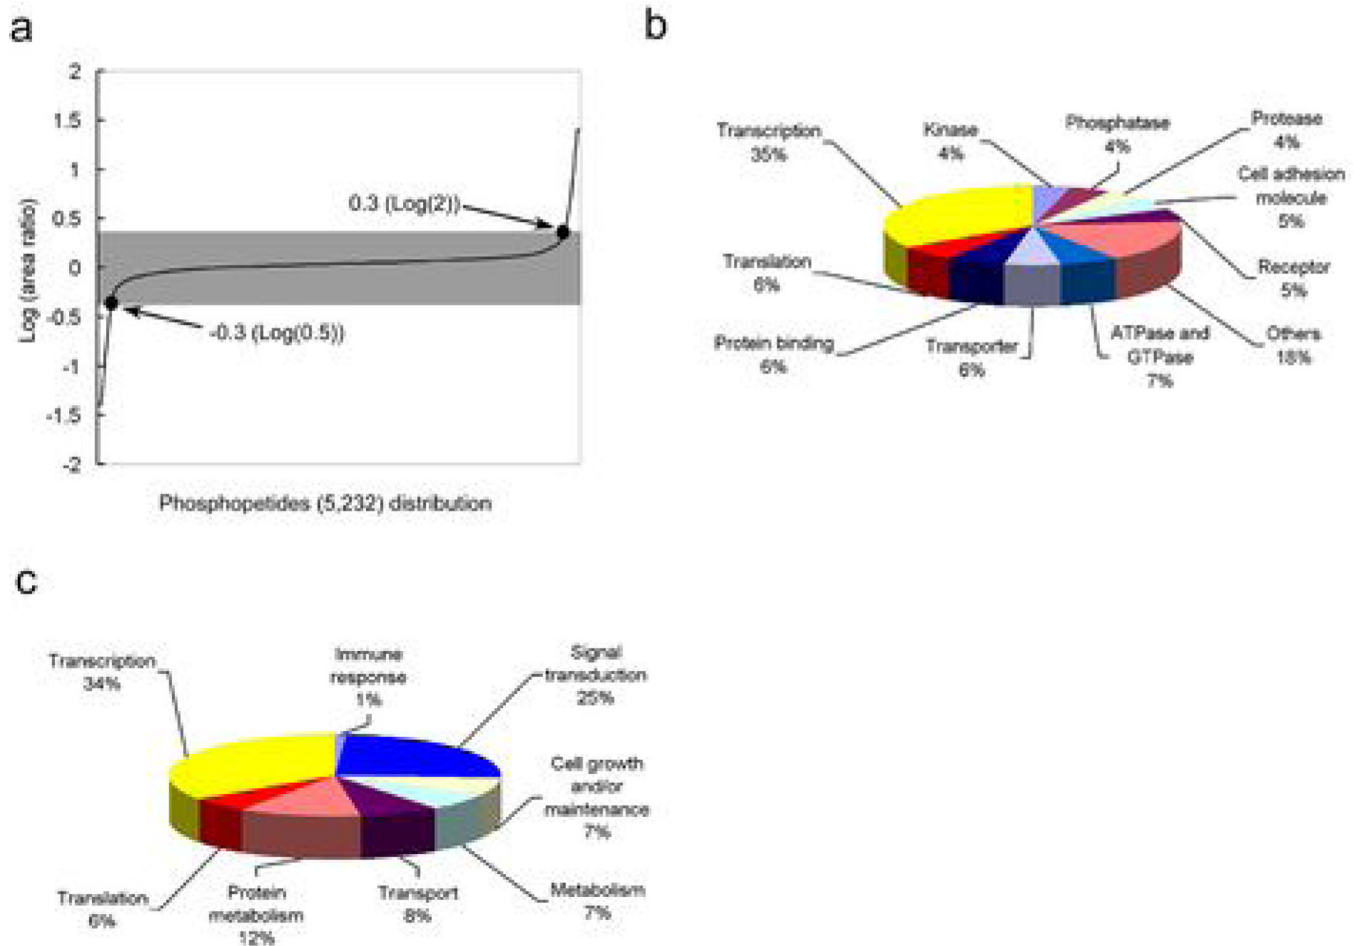 a
2
1.5
1
0.5
0
-0.5
-1
-1.5
-2
Log (area ratio)
0.3 (Log(2))
-0.3 (Log(0.5))
Phosphopetides (5,232) distribution
b
Transcription
35%
Kinase
4%
Phosphatase
4%
Protease
4%
Cell adhesion
molecule
5%
Receptor
5%
Others
18%
ATPase and
GTPase
7%
Transporter
6%
Protein binding
6%
Translation
6%
c
Transcription
34%
Immune
response
1%
Signal
transduction
25%
Cell growth
and/or
maintenance
7%
Metabolism
7%
Transport
8%
Protein
metabolism
12%
Translation
6%